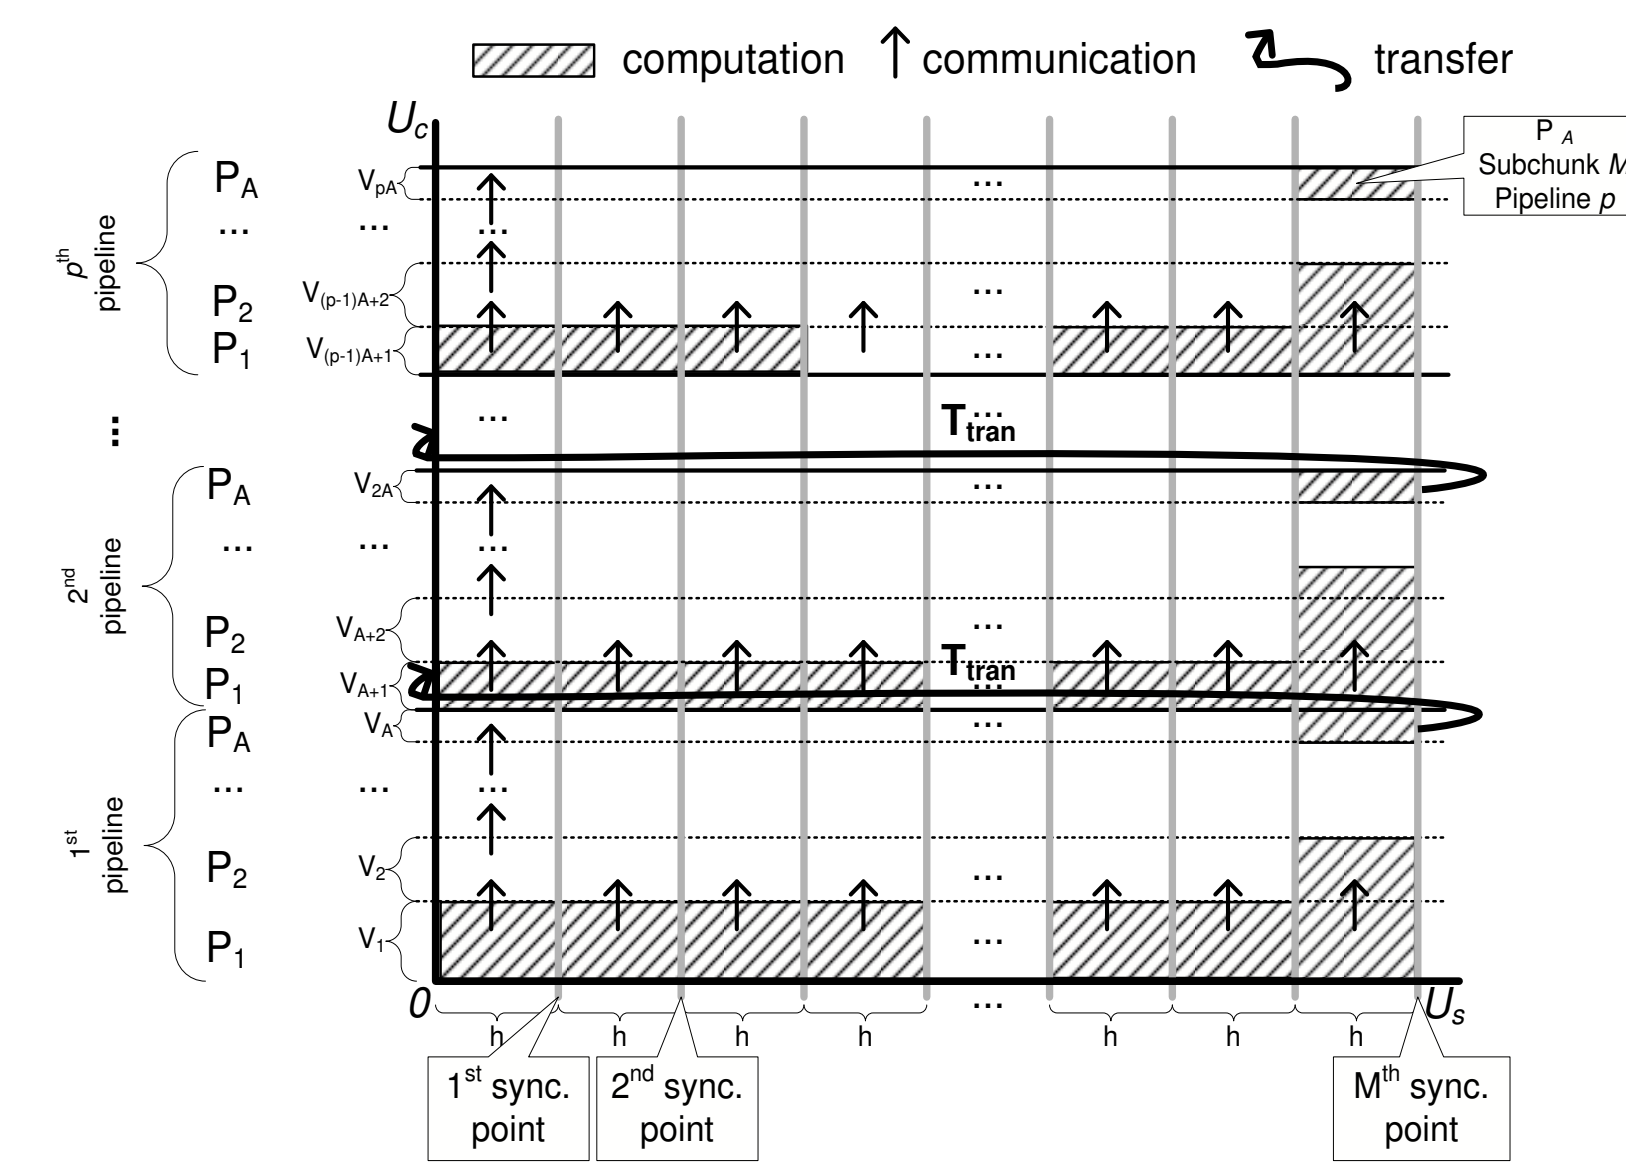 computation communication transfer
U_c
P_A
Subchunk M
Pipeline p
P_A V_pA ...
... ... ...
p^th
pipeline
P_2 V_(p-1)A+2 ...
P_1 V_(p-1)A+1 ...
... ... T_tran ...
P_A V_2A ...
... ... ...
2^nd
pipeline
P_2 V_A+2 ...
T_tran
P_1 V_A+1 ...
P_A V_A ...
... ... ...
1^st
pipeline
P_2 V_2 ...
P_1 V_1 ...
0 ... U_s
h h h h h h h
1^st sync.
point
2^nd sync.
point
M^th sync.
point